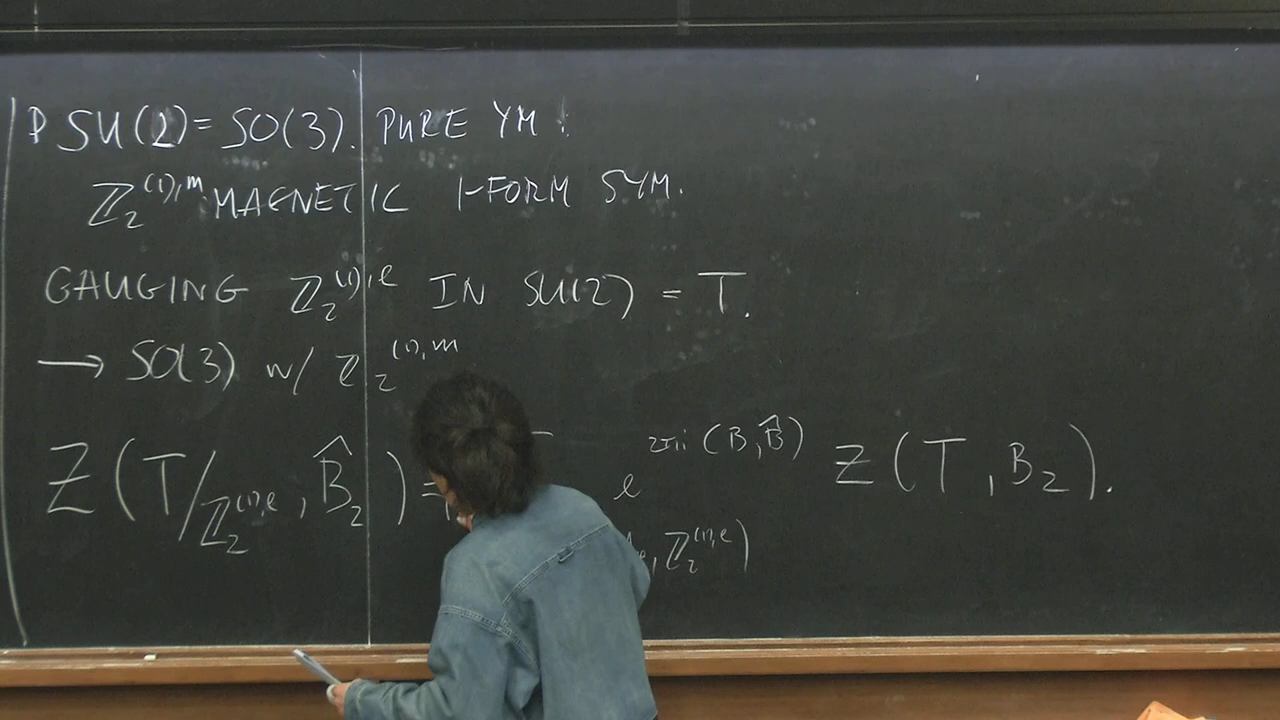 PSU(2) = SO(3). PURE YM:
ℤ₂^(1),m MAGNETIC 1-FORM SYM.
GAUGING ℤ₂^(1),e IN SU(2) = T.
→ SO(3) w/ ℤ₂^(1),m
Z(T/ℤ₂^(1),e, B̂₂) = e^{2πi(B,B̂)} Z(T, B₂).
, ℤ₂^(1),e)